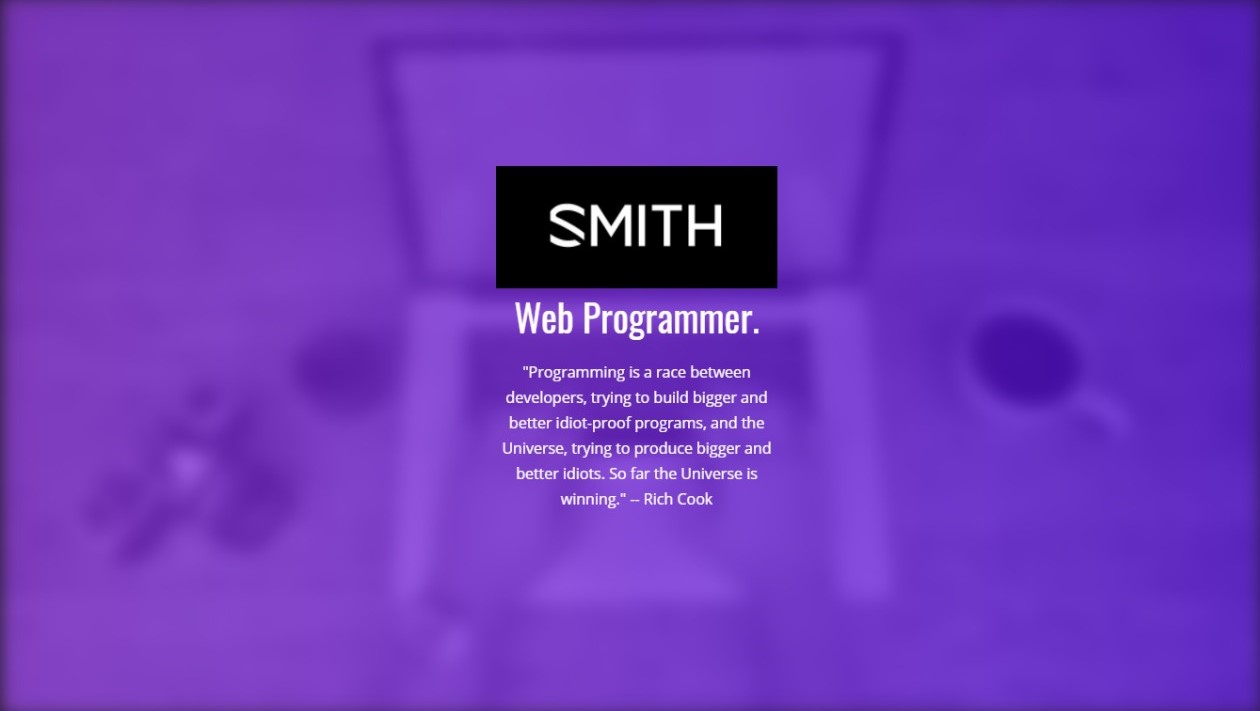 SMITH
Web Programmer.
"Programming is a race between
developers, trying to build bigger and
better idiot-proof programs, and the
Universe, trying to produce bigger and
better idiots. So far the Universe is
winning." -- Rich Cook